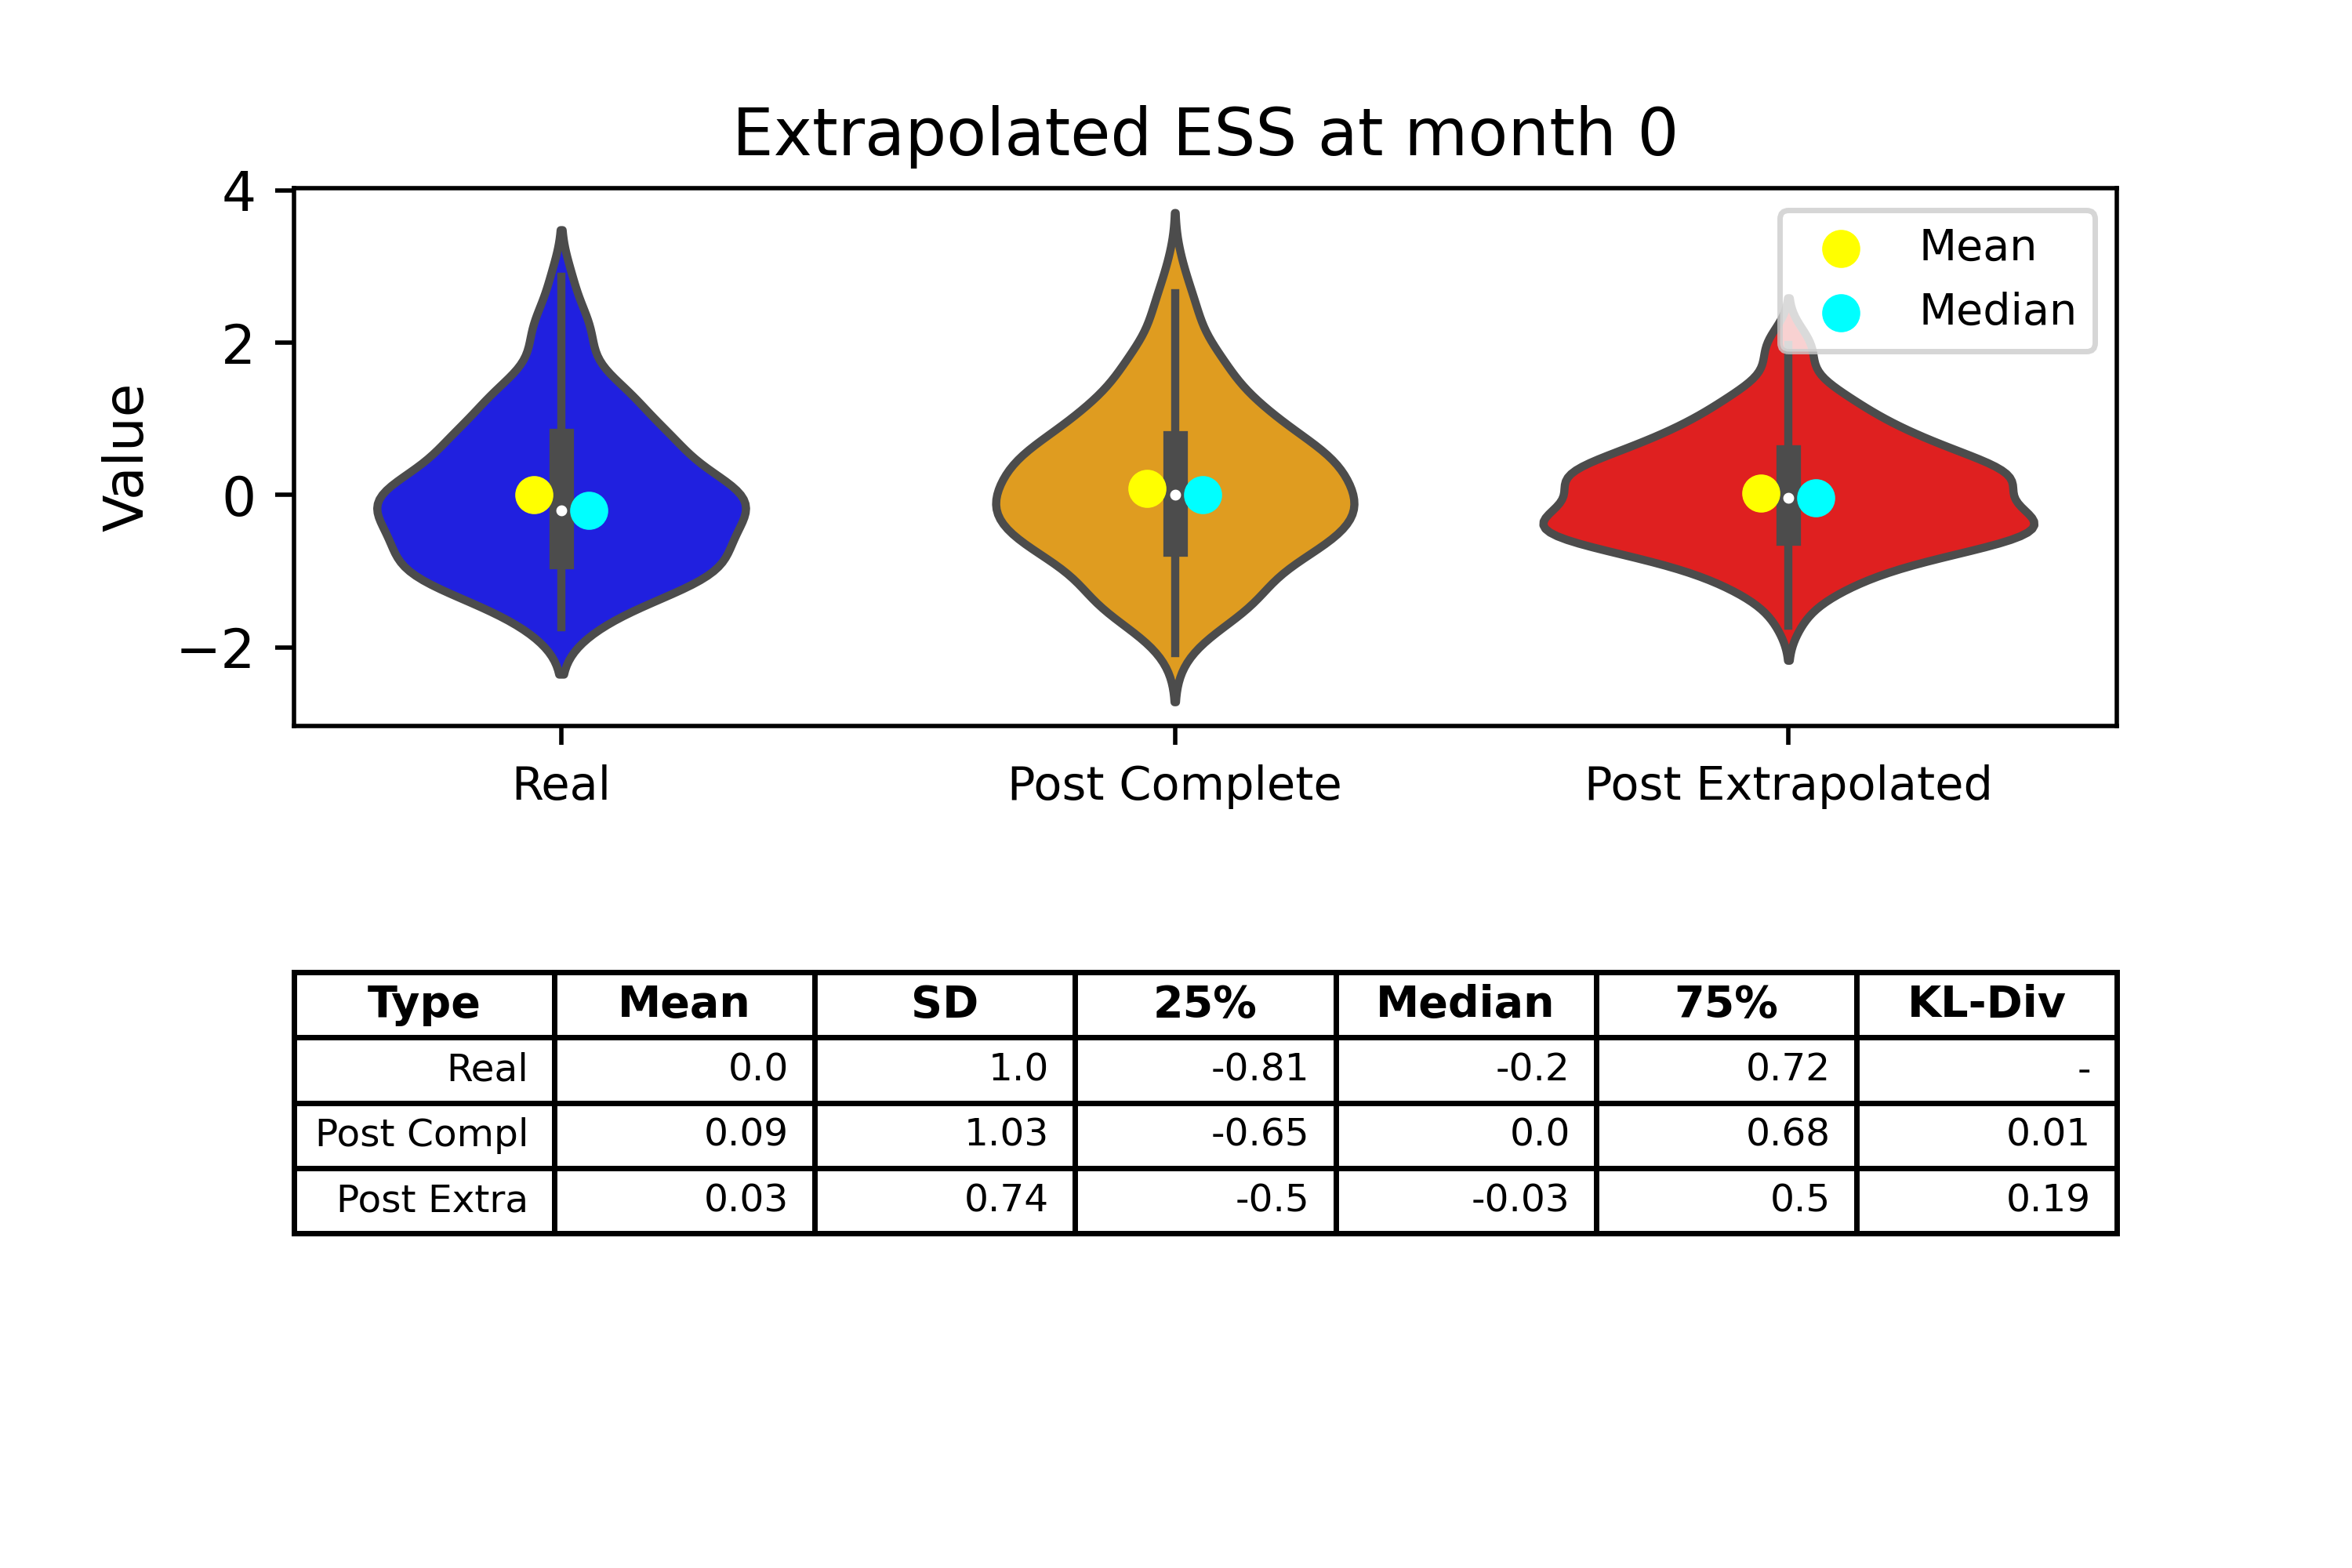 Extrapolated ESS at month 0
4
2
0
−2
Value
Mean
Median
Real Post Complete Post Extrapolated
Type Mean SD 25% Median 75% KL-Div
Real 0.0 1.0 -0.81 -0.2 0.72 -
Post Compl 0.09 1.03 -0.65 0.0 0.68 0.01
Post Extra 0.03 0.74 -0.5 -0.03 0.5 0.19